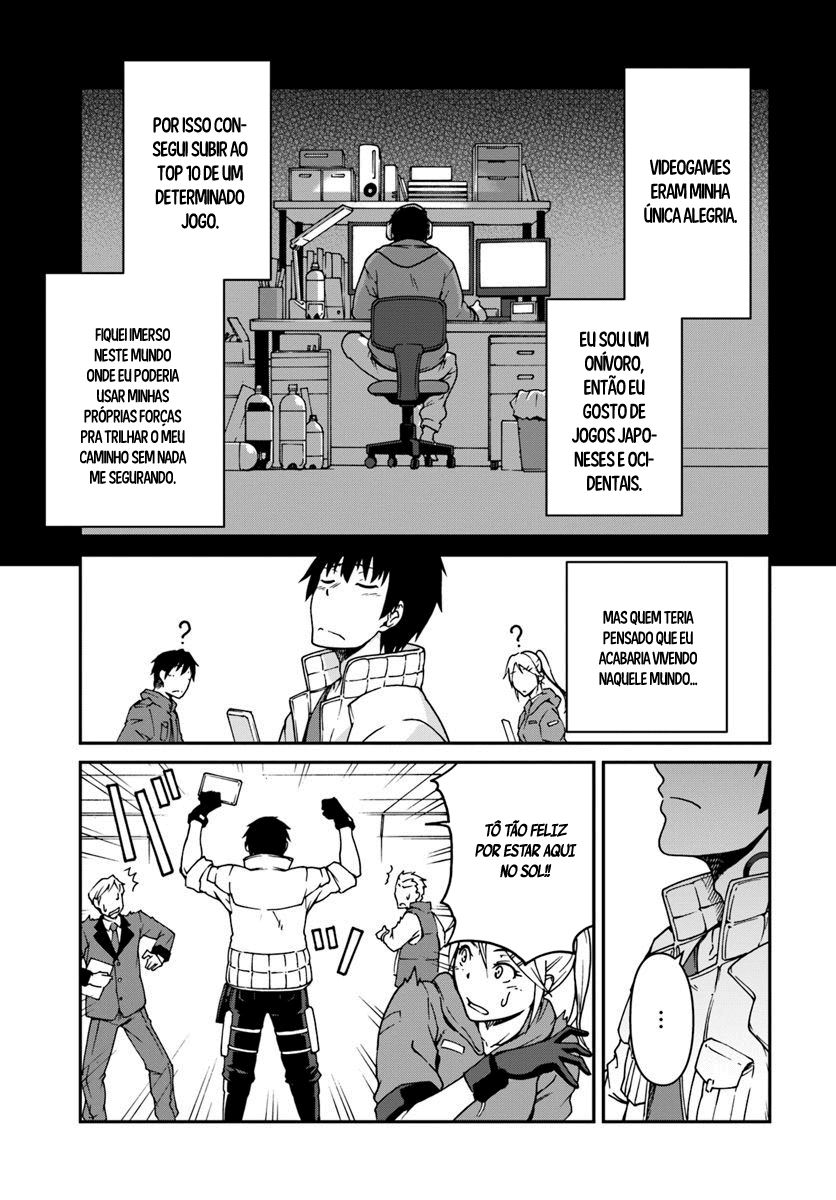 VIDEOGAMES
ERAM MINHA
ÚNICA ALEGRIA.
EU SOU UM
ONÍVORO,
ENTÃO EU
GOSTO DE
JOGOS JAPO-
NESES E OCI-
DENTAIS.
POR ISSO CON-
SEGUI SUBIR AO
TOP 10 DE UM
DETERMINADO
JOGO.
FIQUEI IMERSO
NESTE MUNDO
ONDE EU PODERIA
USAR MINHAS
PRÓPRIAS FORÇAS
PRA TRILHAR O MEU
CAMINHO SEM NADA
ME SEGURANDO.
MAS QUEM TERIA
PENSADO QUE EU
ACABARIA VIVENDO
NAQUELE MUNDO...
?
?
...
TÔ TÃO FELIZ
POR ESTAR AQUI
NO SOL!!